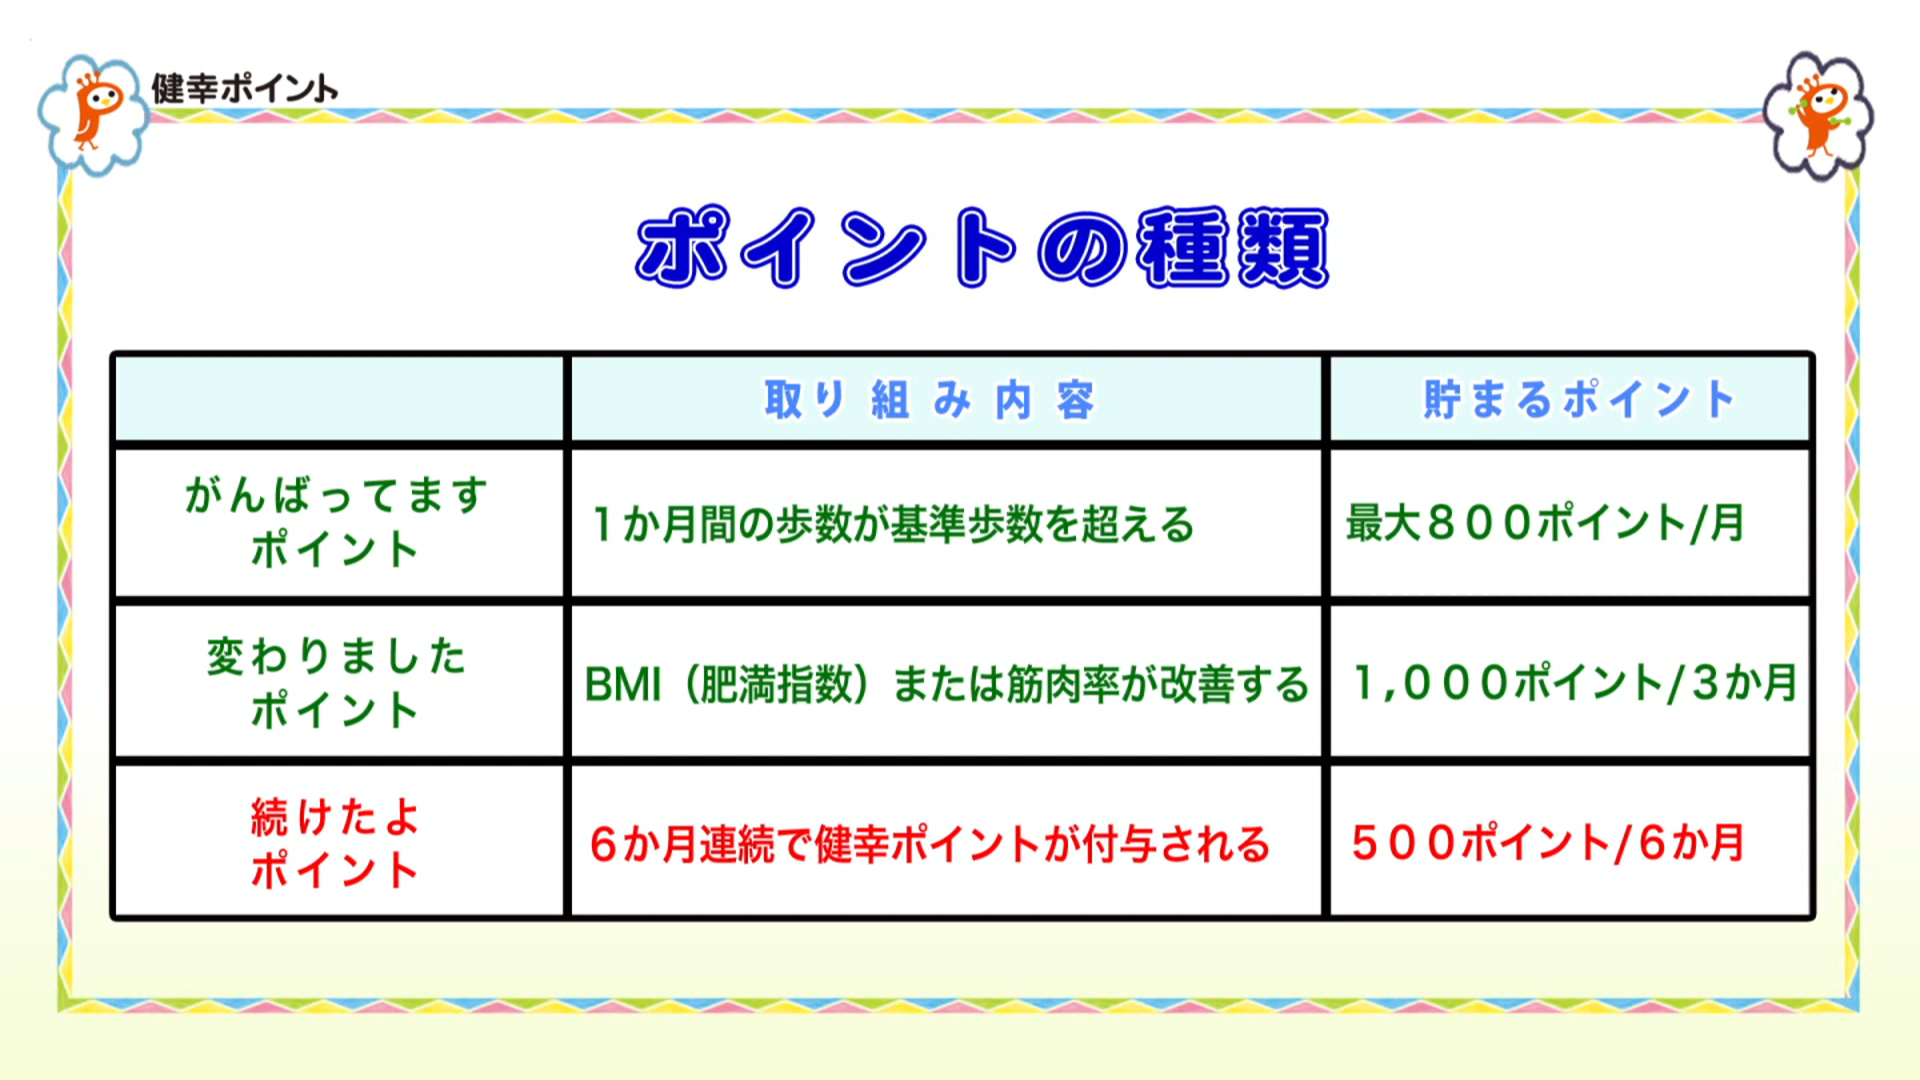 健幸ポイント
ポイントの種類
取り組み内容
貯まるポイント
がんばってます
ポイント
１か月間の歩数が基準歩数を超える
最大８００ポイント/月
変わりました
ポイント
BMI（肥満指数）または筋肉率が改善する
１,０００ポイント/３か月
続けたよ
ポイント
６か月連続で健幸ポイントが付与される
５００ポイント/６か月